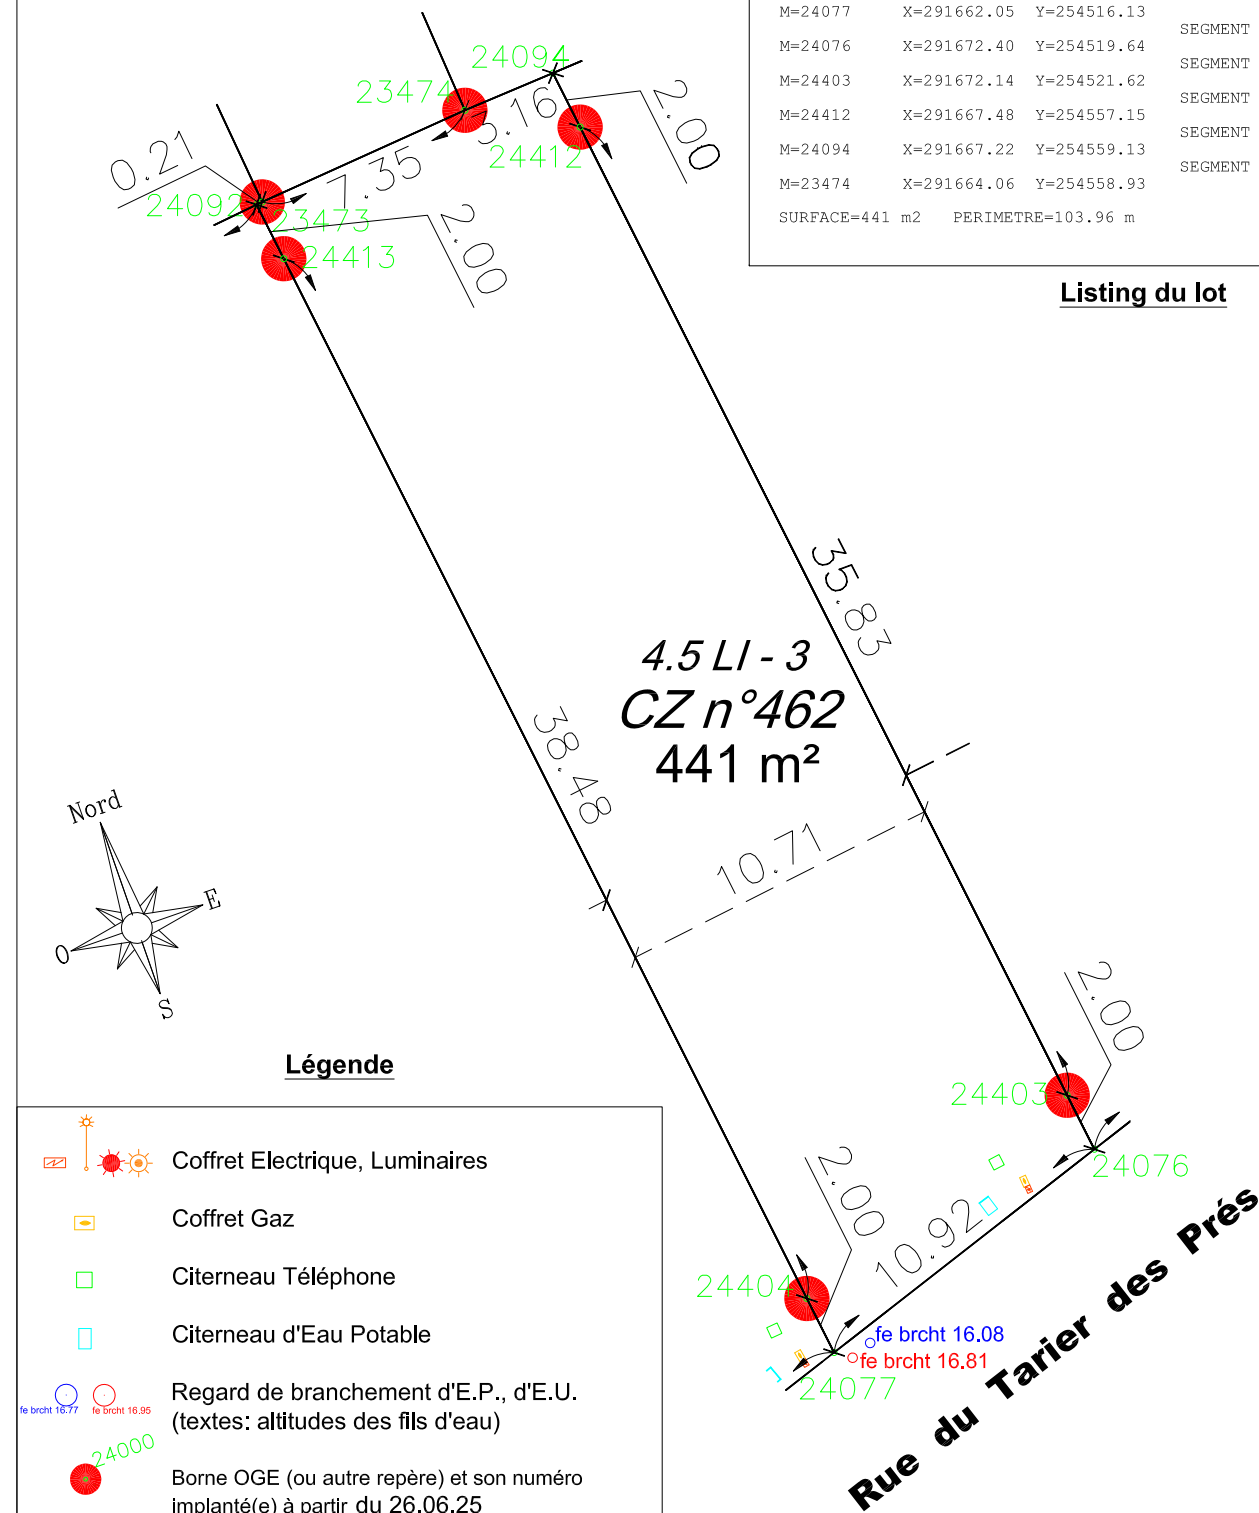 M=24077 X=291662.05 Y=254516.13
SEGMENT
M=24076 X=291672.40 Y=254519.64
SEGMENT
M=24403 X=291672.14 Y=254521.62
SEGMENT
M=24412 X=291667.48 Y=254557.15
SEGMENT
M=24094 X=291667.22 Y=254559.13
SEGMENT
M=23474 X=291664.06 Y=254558.93
SURFACE=441 m2 PERIMETRE=103.96 m
Listing du lot
24094
23474
5.16
2.00
24412
0.21
7.35
24092
23473
2.00
24413
35.83
4.5 LI - 3
CZ n°462
441 m²
38.48
10.71
Nord
E
O
S
2.00
24403
24076
2.00
10.92
24404
fe brcht 16.08
fe brcht 16.81
24077
Rue du Tarier des Prés
Légende
Coffret Electrique, Luminaires
Coffret Gaz
Citerneau Téléphone
Citerneau d'Eau Potable
Regard de branchement d'E.P., d'E.U.
(textes: altitudes des fils d'eau)
fe brcht 16.77
fe brcht 16.95
24000
Borne OGE (ou autre repère) et son numéro
implanté(e) à partir du 26.06.25